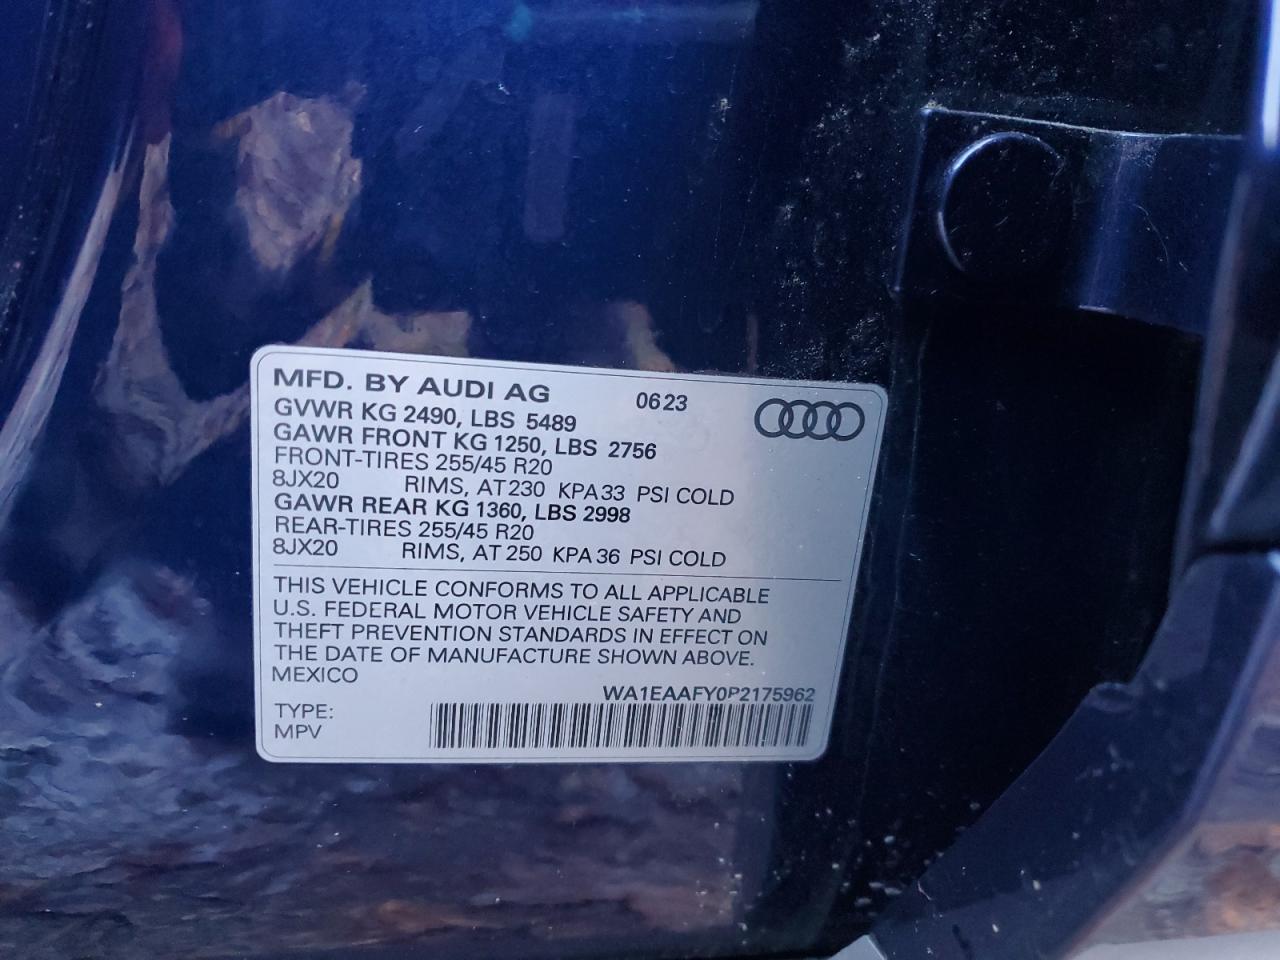 MFD. BY AUDI AG 0623
GVWR KG 2490, LBS 5489
GAWR FRONT KG 1250, LBS 2756
FRONT-TIRES 255/45 R20
8JX20 RIMS, AT 230 KPA 33 PSI COLD
GAWR REAR KG 1360, LBS 2998
REAR-TIRES 255/45 R20
8JX20 RIMS, AT 250 KPA 36 PSI COLD
THIS VEHICLE CONFORMS TO ALL APPLICABLE
U.S. FEDERAL MOTOR VEHICLE SAFETY AND
THEFT PREVENTION STANDARDS IN EFFECT ON
THE DATE OF MANUFACTURE SHOWN ABOVE.
MEXICO
WA1EAAFY0P2175962
TYPE:
MPV